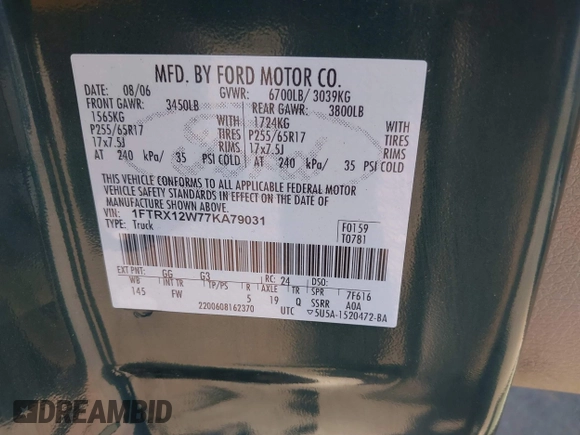 MFD. BY FORD MOTOR CO.
DATE: 08/06 GVWR: 6700LB/ 3039KG
FRONT GAWR: 3450LB REAR GAWR: 3800LB
1565KG WITH 1724KG WITH
P255/65R17 TIRES P255/65R17 TIRES
17x7.5J RIMS 17x7.5J RIMS
AT 240 kPa/ 35 PSI COLD AT 240 kPa/ 35 PSI COLD
THIS VEHICLE CONFORMS TO ALL APPLICABLE FEDERAL MOTOR
VEHICLE SAFETY STANDARDS IN EFFECT ON THE DATE OF
MANUFACTURE SHOWN ABOVE.
VIN: 1FTRX12W77KA79031 F0159
TYPE: Truck T0781
EXT PNT: GG G3 RC: 24 DSO:
WB INT TR TP/PS R AXLE TR SPR 7F616
145 FW 5 19 Q SSRR AOA
2200608162370 UTC ▽5U5A-1520472-BA
DREAMBID